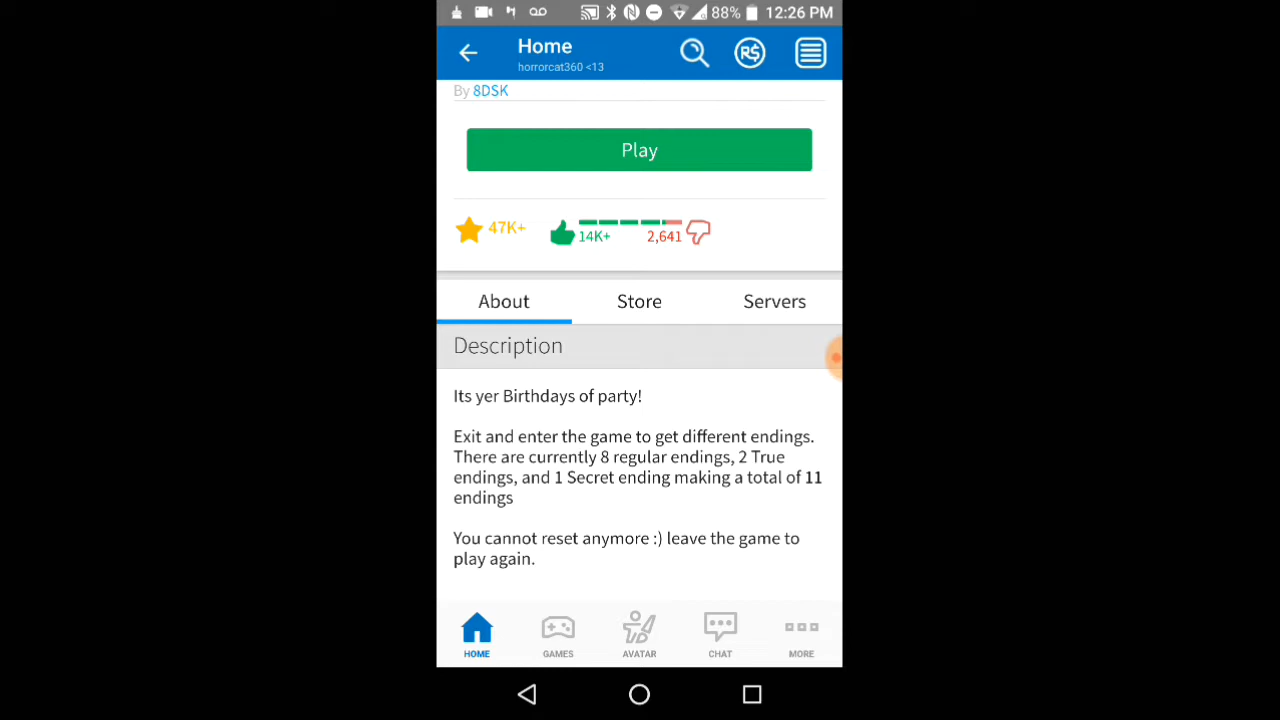 88% 12:26 PM
Home
horrorcat360 <13
R$
By 8DSK
Play
47K+
14K+
2,641
About Store Servers
Description
Its yer Birthdays of party!
Exit and enter the game to get different endings.
There are currently 8 regular endings, 2 True
endings, and 1 Secret ending making a total of 11
endings
You cannot reset anymore :) leave the game to
play again.
HOME GAMES AVATAR CHAT MORE